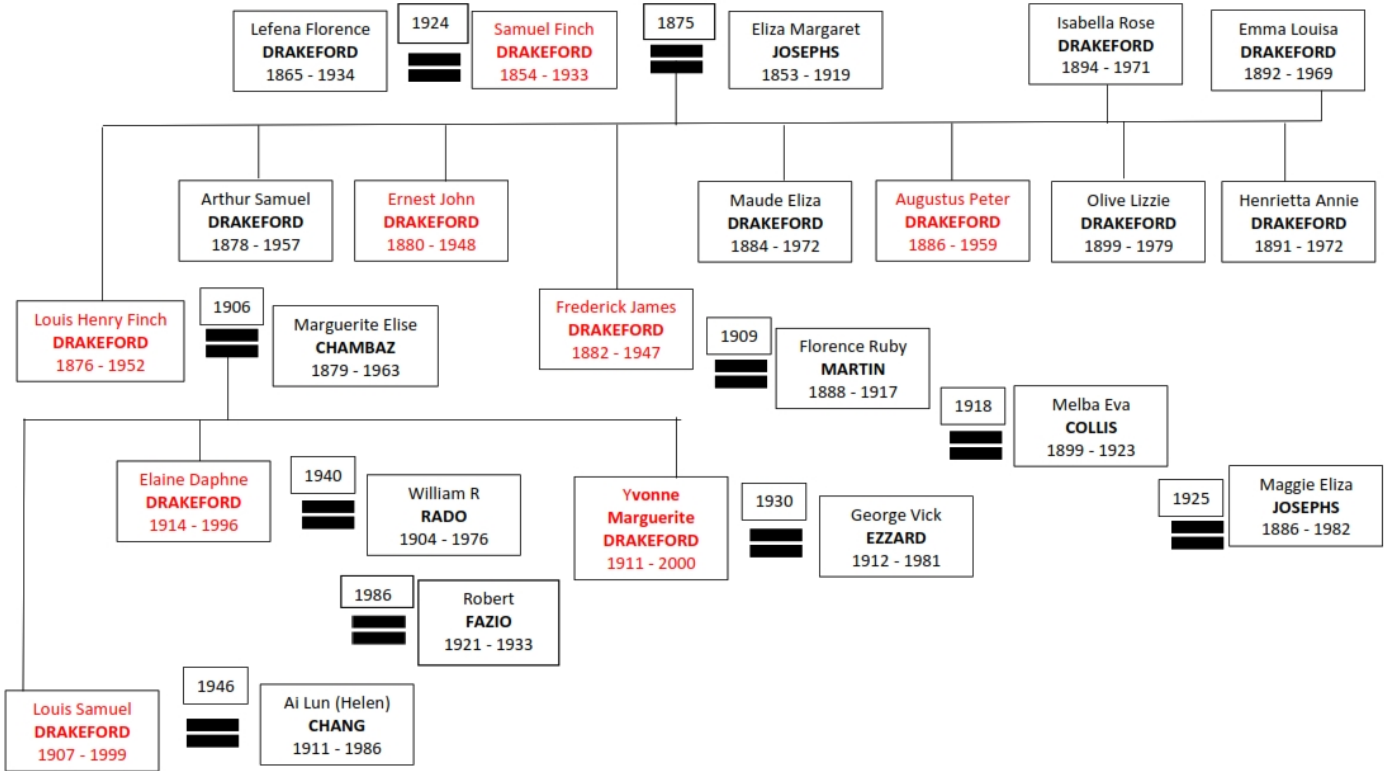 Lefena Florence
DRAKEFORD
1865 - 1934
1924
Samuel Finch
DRAKEFORD
1854 - 1933
1875
Eliza Margaret
JOSEPHS
1853 - 1919
Isabella Rose
DRAKEFORD
1894 - 1971
Emma Louisa
DRAKEFORD
1892 - 1969
Arthur Samuel
DRAKEFORD
1878 - 1957
Ernest John
DRAKEFORD
1880 - 1948
Maude Eliza
DRAKEFORD
1884 - 1972
Augustus Peter
DRAKEFORD
1886 - 1959
Olive Lizzie
DRAKEFORD
1899 - 1979
Henrietta Annie
DRAKEFORD
1891 - 1972
Louis Henry Finch
DRAKEFORD
1876 - 1952
1906
Marguerite Elise
CHAMBAZ
1879 - 1963
Frederick James
DRAKEFORD
1882 - 1947
1909
Florence Ruby
MARTIN
1888 - 1917
1918
Melba Eva
COLLIS
1899 - 1923
1925
Maggie Eliza
JOSEPHS
1886 - 1982
Elaine Daphne
DRAKEFORD
1914 - 1996
1940
William R
RADO
1904 - 1976
Yvonne
Marguerite
DRAKEFORD
1911 - 2000
1930
George Vick
EZZARD
1912 - 1981
1986
Robert
FAZIO
1921 - 1933
Louis Samuel
DRAKEFORD
1907 - 1999
1946
Ai Lun (Helen)
CHANG
1911 - 1986